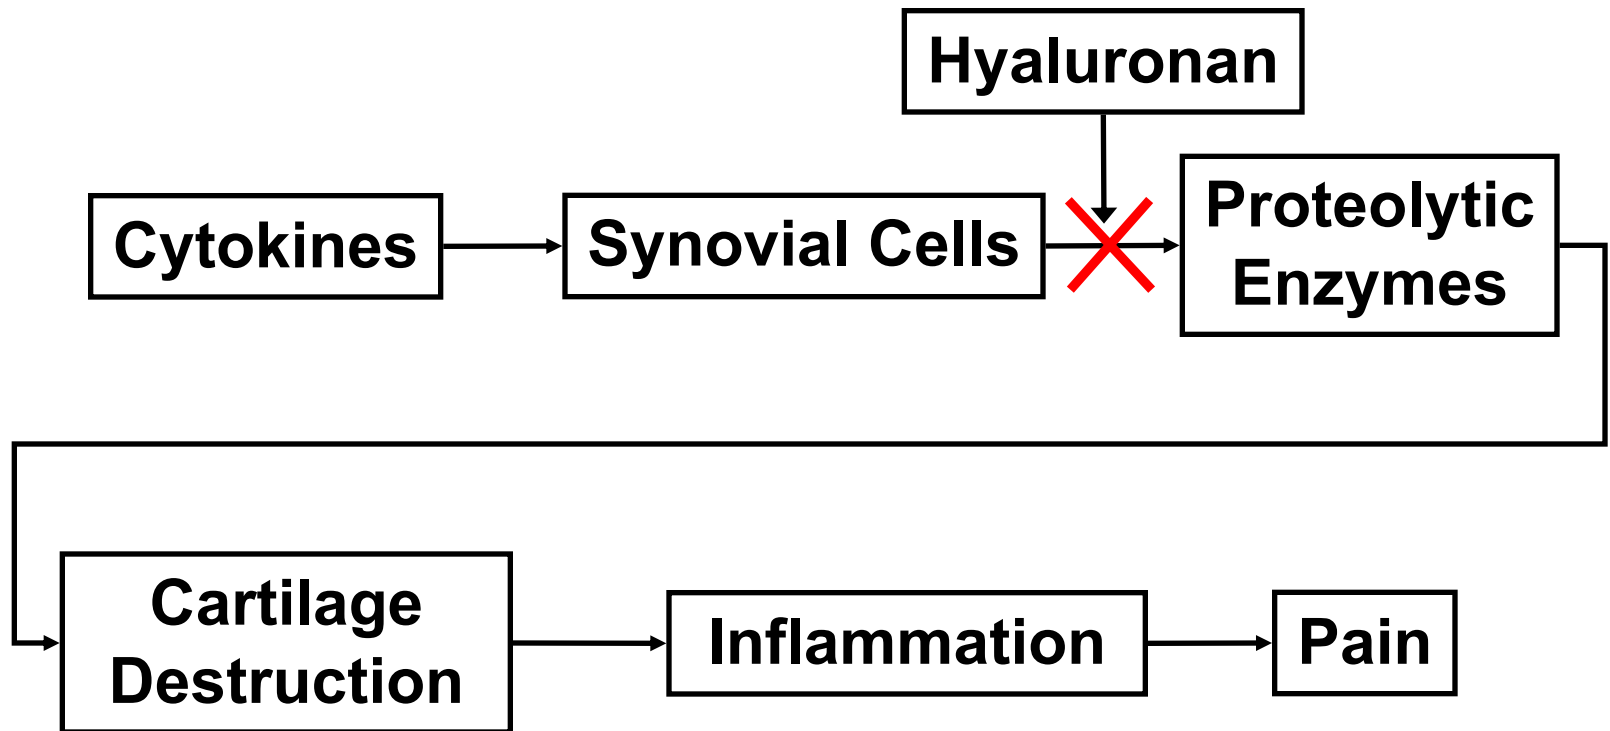 Hyaluronan
Cytokines
Synovial Cells
Proteolytic
Enzymes
Cartilage
Destruction
Inflammation
Pain